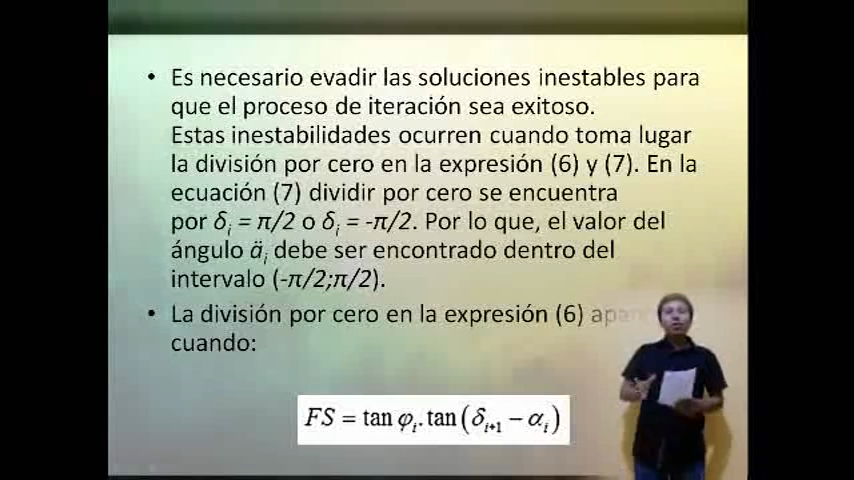 • Es necesario evadir las soluciones inestables para
que el proceso de iteración sea exitoso.
Estas inestabilidades ocurren cuando toma lugar
la división por cero en la expresión (6) y (7). En la
ecuación (7) dividir por cero se encuentra
por δi = π/2 o δi = -π/2. Por lo que, el valor del
ángulo äi debe ser encontrado dentro del
intervalo (-π/2;π/2).
• La división por cero en la expresión (6)
cuando:
FS = tan φi.tan(δi+1 − αi)